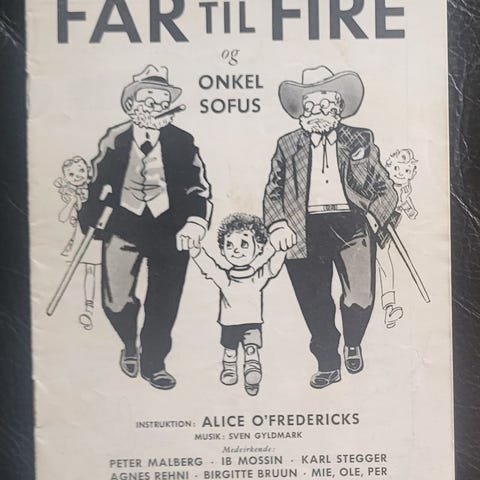 FAR TIL FIRE
og
ONKEL
SOFUS
INSTRUKTION: ALICE O'FREDERICKS
MUSIK: SVEN GYLDMARK
Medvirkende:
PETER MALBERG · IB MOSSIN · KARL STEGGER
AGNES REHNI · BIRGITTE BRUUN · MIE, OLE, PER